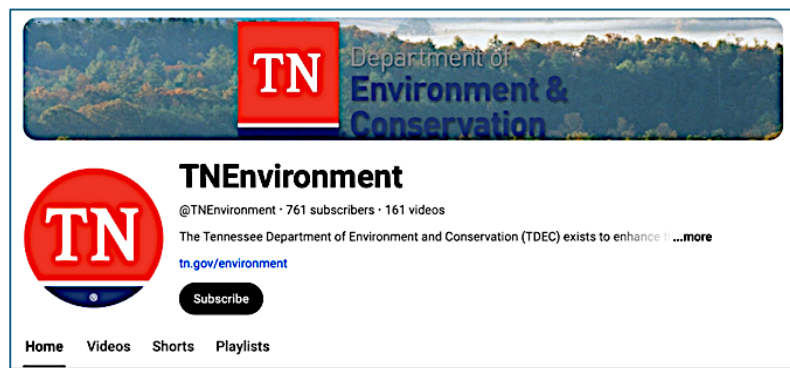 TN
Department of
Environment &
Conservation
TN
TNEnvironment
@TNEnvironment · 761 subscribers · 161 videos
The Tennessee Department of Environment and Conservation (TDEC) exists to enhance ...more
tn.gov/environment
Subscribe
Home Videos Shorts Playlists